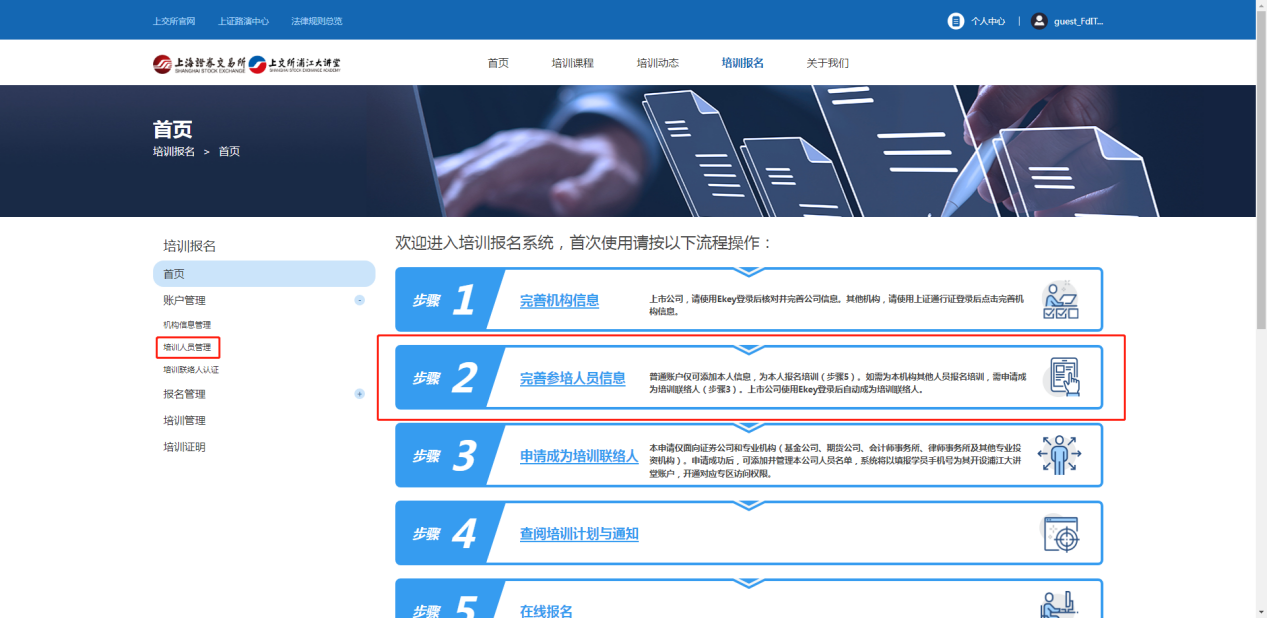 上交所官网 上证路演中心 法律规则总览 个人中心 | guest_FdIT...
上海證券交易所 SHANGHAI STOCK EXCHANGE 上交所浦江大讲堂 SHANGHAI STOCK EXCHANGE ACADEMY
首页 培训课程 培训动态 培训报名 关于我们
首页
培训报名 > 首页
培训报名
首页
账户管理
机构信息管理
培训人员管理
培训联络人认证
报名管理
培训管理
培训证明
欢迎进入培训报名系统，首次使用请按以下流程操作：
步骤 1 完善机构信息
上市公司，请使用Ekey登录后核对并完善公司信息。其他机构，请使用上证通行证登录后点击完善机
构信息。
步骤 2 完善参培人员信息
普通账户仅可添加本人信息，为本人报名培训（步骤5）。如需为本机构其他人员报名培训，需申请成
为培训联络人（步骤3）。上市公司使用Ekey登录后自动成为培训联络人。
步骤 3 申请成为培训联络人
本申请仅面向证券公司和专业机构（基金公司、期货公司、会计师事务所、律师事务所及其他专业投
资机构）。申请成功后，可添加并管理本公司人员名单，系统将以填报学员手机号为其开设浦江大讲
堂账户，开通对应专区访问权限。
步骤 4 查阅培训计划与通知
步骤 5 在线报名